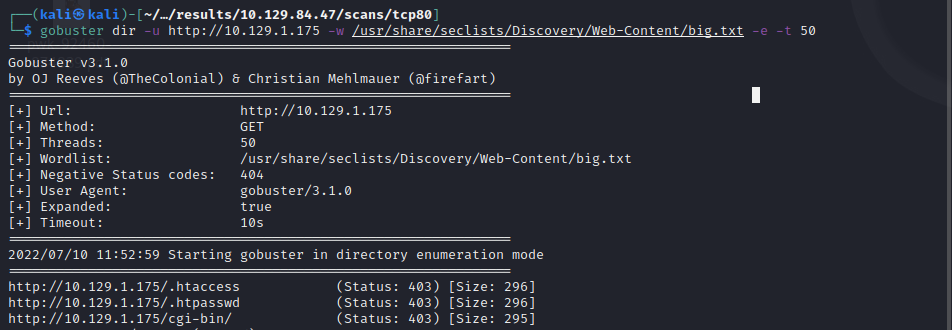 (kali㉿kali)-[~/…/results/10.129.84.47/scans/tcp80]
$ gobuster dir -u http://10.129.1.175 -w /usr/share/seclists/Discovery/Web-Content/big.txt -e -t 50
Gobuster v3.1.0
by OJ Reeves (@TheColonial) & Christian Mehlmauer (@firefart)
[+] Url: http://10.129.1.175
[+] Method: GET
[+] Threads: 50
[+] Wordlist: /usr/share/seclists/Discovery/Web-Content/big.txt
[+] Negative Status codes: 404
[+] User Agent: gobuster/3.1.0
[+] Expanded: true
[+] Timeout: 10s
2022/07/10 11:52:59 Starting gobuster in directory enumeration mode
http://10.129.1.175/.htaccess (Status: 403) [Size: 296]
http://10.129.1.175/.htpasswd (Status: 403) [Size: 296]
http://10.129.1.175/cgi-bin/ (Status: 403) [Size: 295]